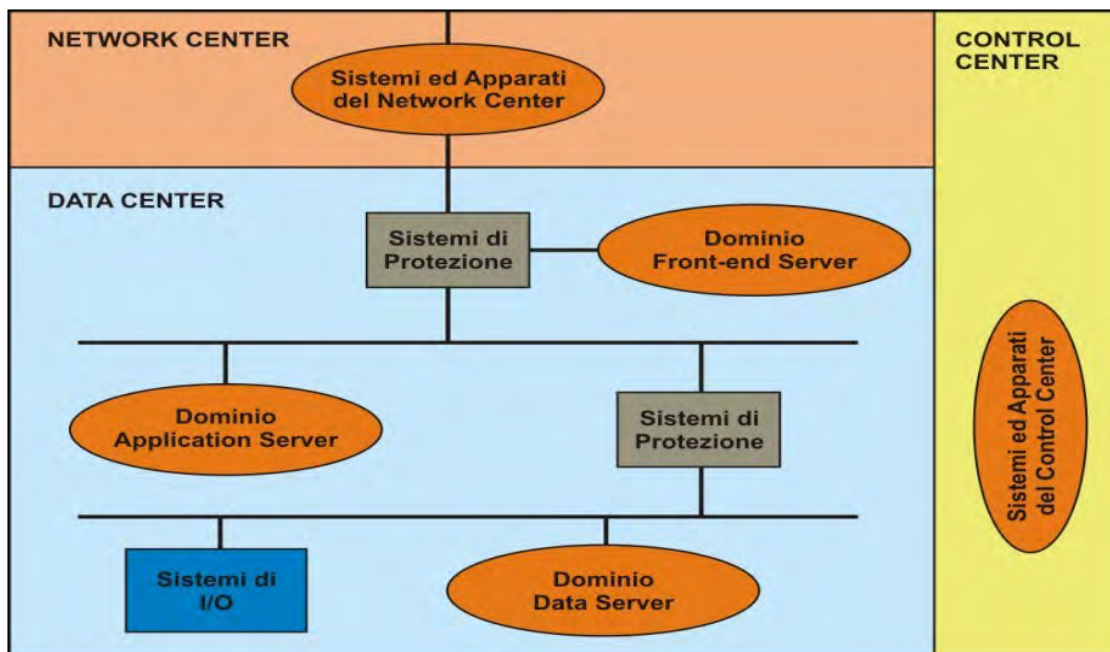 NETWORK CENTER
Sistemi ed Apparati
del Network Center
CONTROL
CENTER
DATA CENTER
Sistemi di
Protezione
Dominio
Front-end Server
Dominio
Application Server
Sistemi di
Protezione
Sistemi ed Apparati
del Control Center
Sistemi di
I/O
Dominio
Data Server